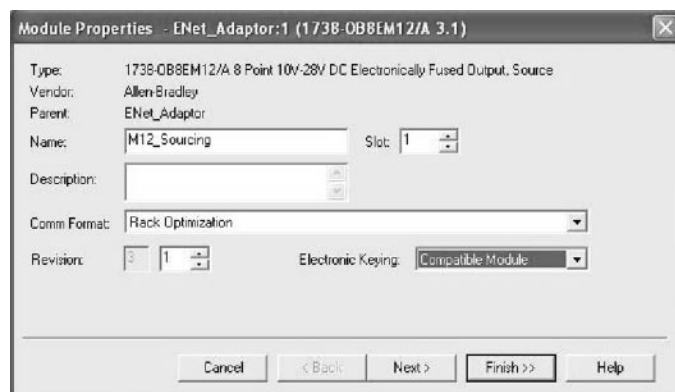 Module Properties - ENet_Adaptor:1 (1738-OB8EM12/A 3.1)
Type: 1738-OB8EM12/A 8 Point 10V-28V DC Electronically Fused Output, Source
Vendor: Allen-Bradley
Parent: ENet_Adaptor
Name: M12_Sourcing Slot: 1
Description:
Comm Format: Rack Optimization
Revision: 3 1 Electronic Keying: Compatible Module
Cancel < Back Next > Finish >> Help